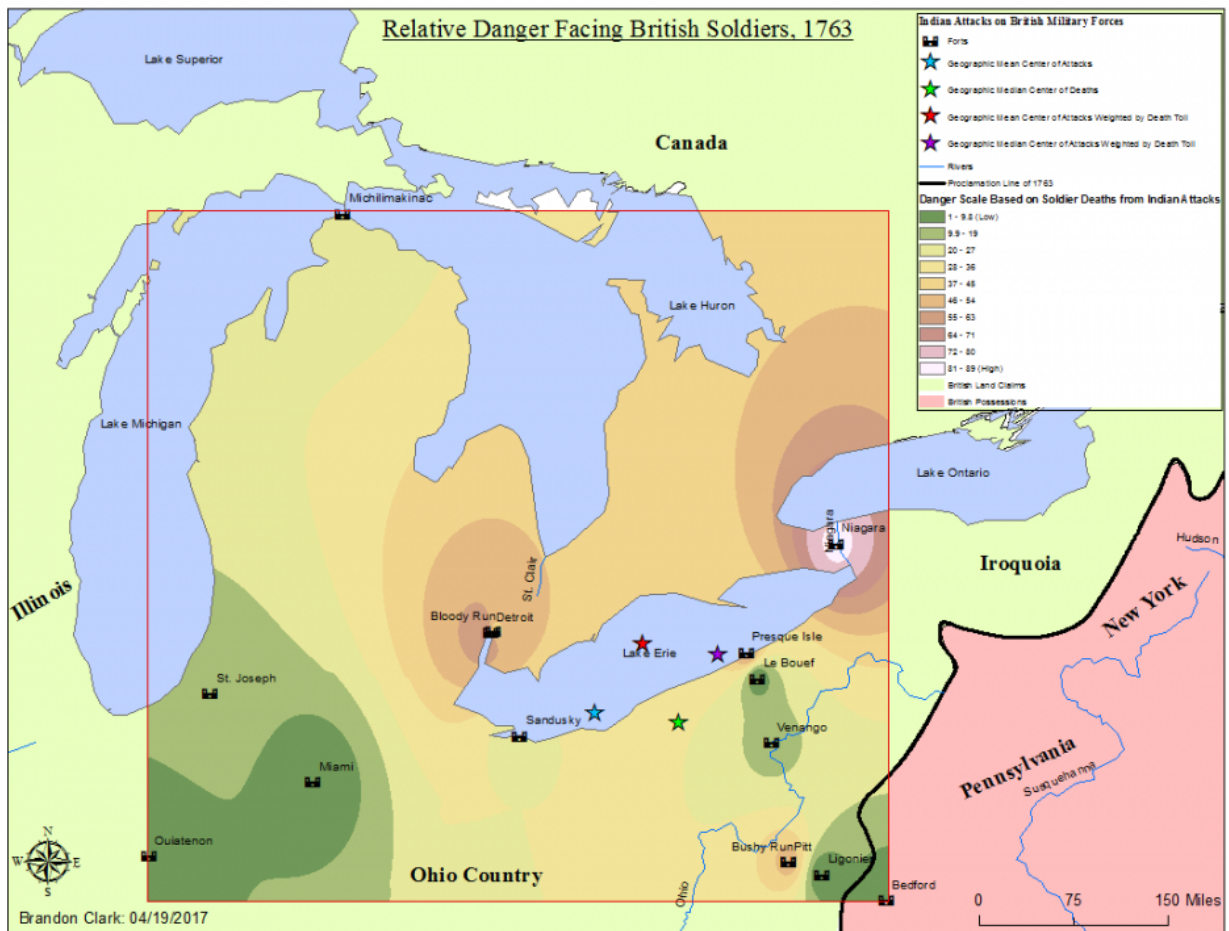 Relative Danger Facing British Soldiers, 1763
Indian Attacks on British Military Forces
Forts
Geographic Mean Center of Attacks
Geographic Median Center of Deaths
Geographic Mean Center of Attacks Weighted by Death Toll
Geographic Median Center of Attacks Weighted by Death Toll
Rivers
Proclamation Line of 1763
Danger Scale Based on Soldier Deaths from Indian Attacks
1 - 9.8 (Low)
9.9 - 19
20 - 27
28 - 36
37 - 45
46 - 54
55 - 63
64 - 71
72 - 80
81 - 89 (High)
British Land Claims
British Possessions
Lake Superior
Canada
Michilimakinac
Lake Huron
Lake Michigan
Lake Ontario
Niagara
Niagara
Hudson
Iroquoia
New York
Illinois
St. Clair
Bloody Run
Detroit
Lake Erie
Presque Isle
Le Bouef
St. Joseph
Sandusky
Venango
Pennsylvania
Susquehanna
Miami
Ouiatenon
N
W
E
S
Bushy Run
Pitt
Ligonier
Ohio Country
Ohio
Bedford
0 75 150 Miles
Brandon Clark: 04/19/2017